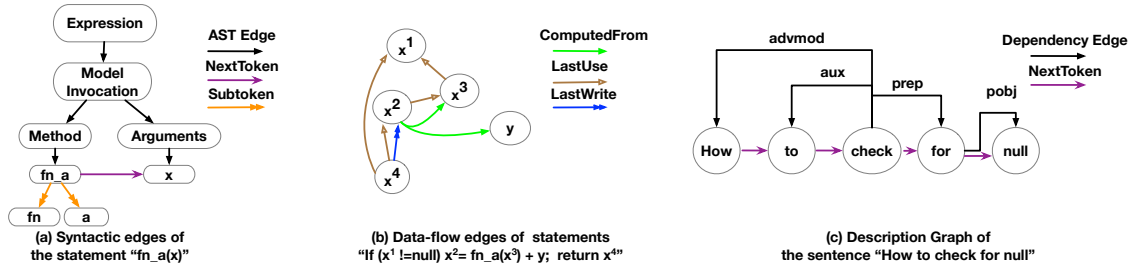 Expression
AST Edge
NextToken
Subtoken
Model
Invocation
Method
Arguments
fn_a
x
fn
a
(a) Syntactic edges of
the statement “fn_a(x)”
x¹
x³
x²
y
x⁴
ComputedFrom
LastUse
LastWrite
(b) Data-flow edges of statements
“If (x¹ !=null) x²= fn_a(x³) + y; return x⁴”
advmod
aux
prep
pobj
Dependency Edge
NextToken
How
to
check
for
null
(c) Description Graph of
the sentence “How to check for null”